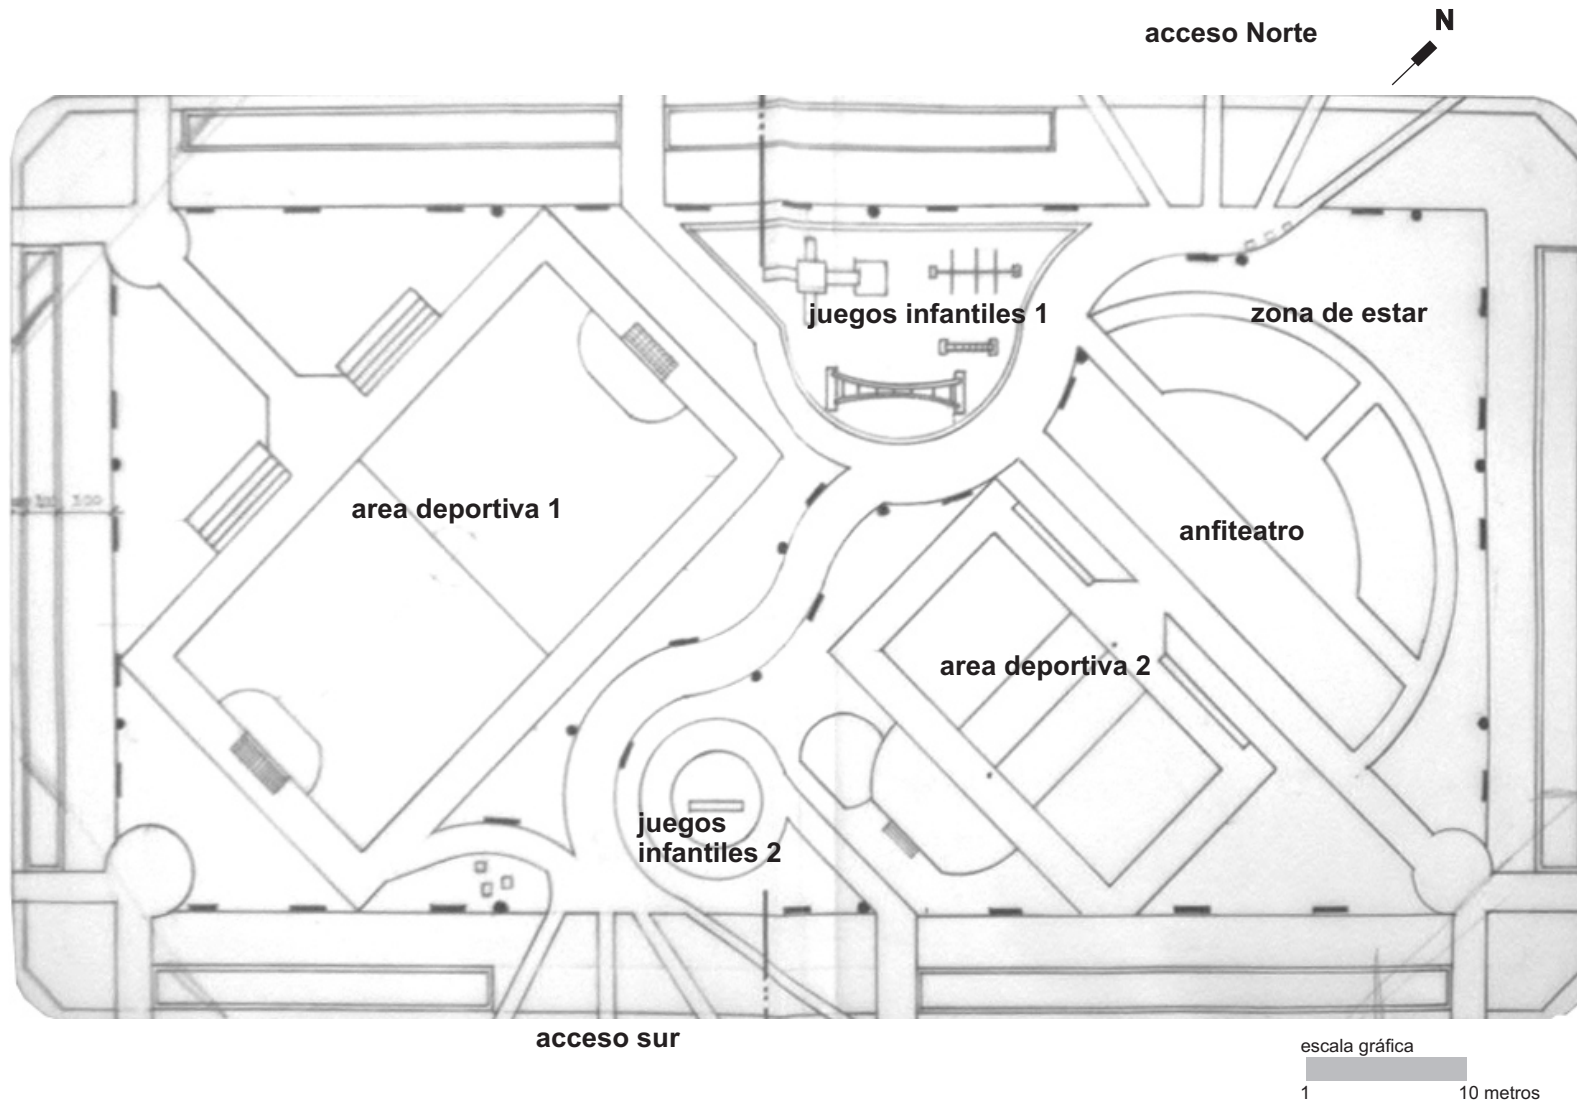 N
acceso Norte
juegos infantiles 1
zona de estar
area deportiva 1
300
anfiteatro
area deportiva 2
juegos
infantiles 2
acceso sur
escala gráfica
1
10 metros